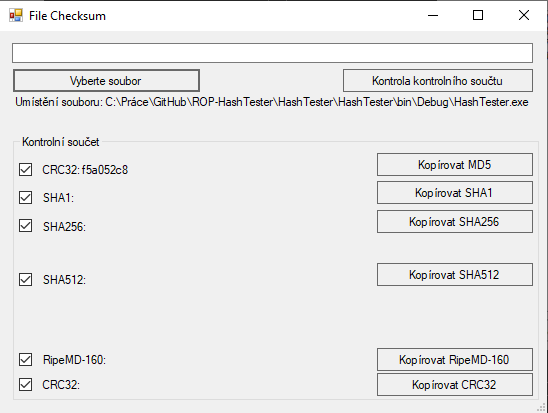 File Checksum
Vyberte soubor
Kontrola kontrolního součtu
Umístění souboru: C:\Práce\GitHub\ROP-HashTester\HashTester\HashTester\bin\Debug\HashTester.exe
Kontrolní součet
CRC32: f5a052c8
Kopírovat MD5
SHA1:
Kopírovat SHA1
SHA256:
Kopírovat SHA256
SHA512:
Kopírovat SHA512
RipeMD-160:
Kopírovat RipeMD-160
CRC32:
Kopírovat CRC32